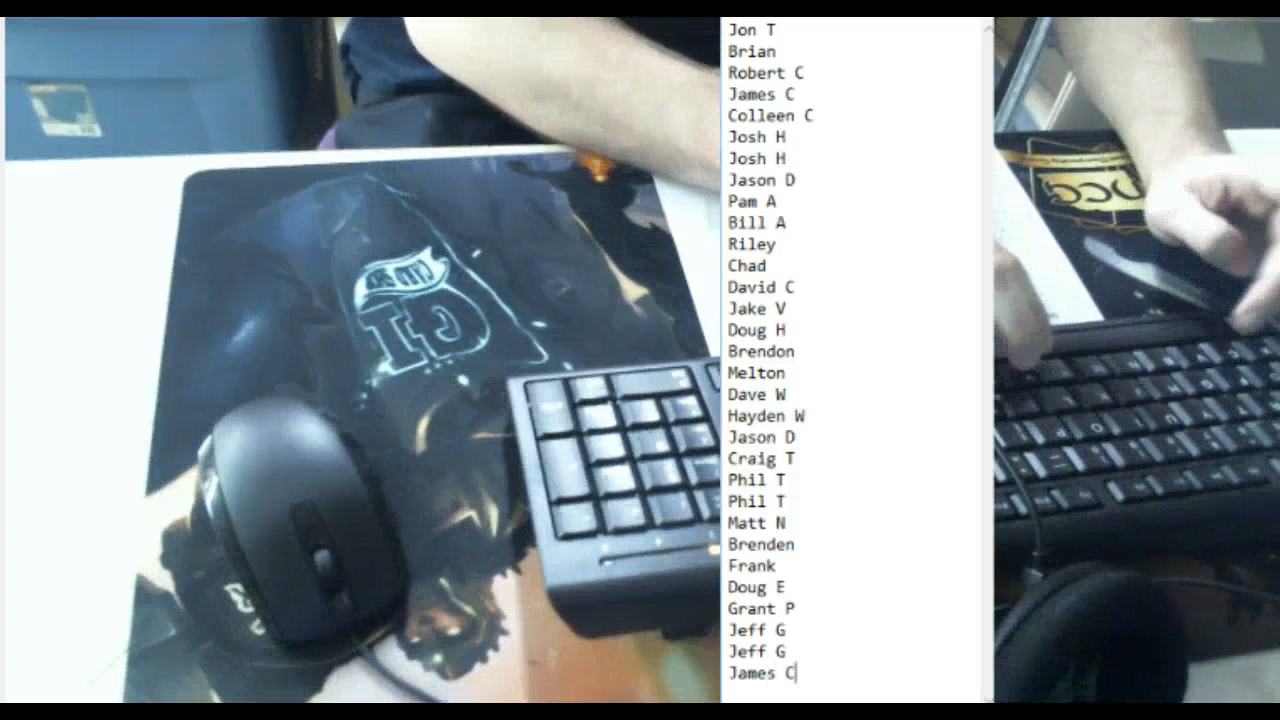 Jon T
Brian
Robert C
James C
Colleen C
Josh H
Josh H
Jason D
Pam A
Bill A
Riley
Chad
David C
Jake V
Doug H
Brendon
Melton
Dave W
Hayden W
Jason D
Craig T
Phil T
Phil T
Matt N
Brenden
Frank
Doug E
Grant P
Jeff G
Jeff G
James C